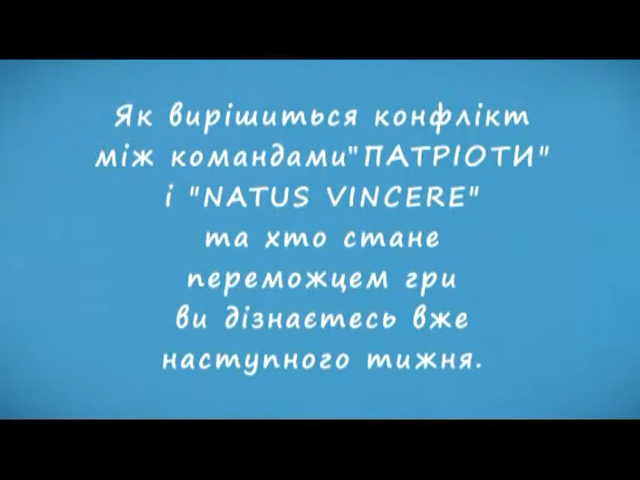 Як вирішиться конфлікт
між командами"ПАТРІОТИ"
і "NATUS VINCERE"
та хто стане
переможцем гри
ви дізнаєтесь вже
наступного тижня.